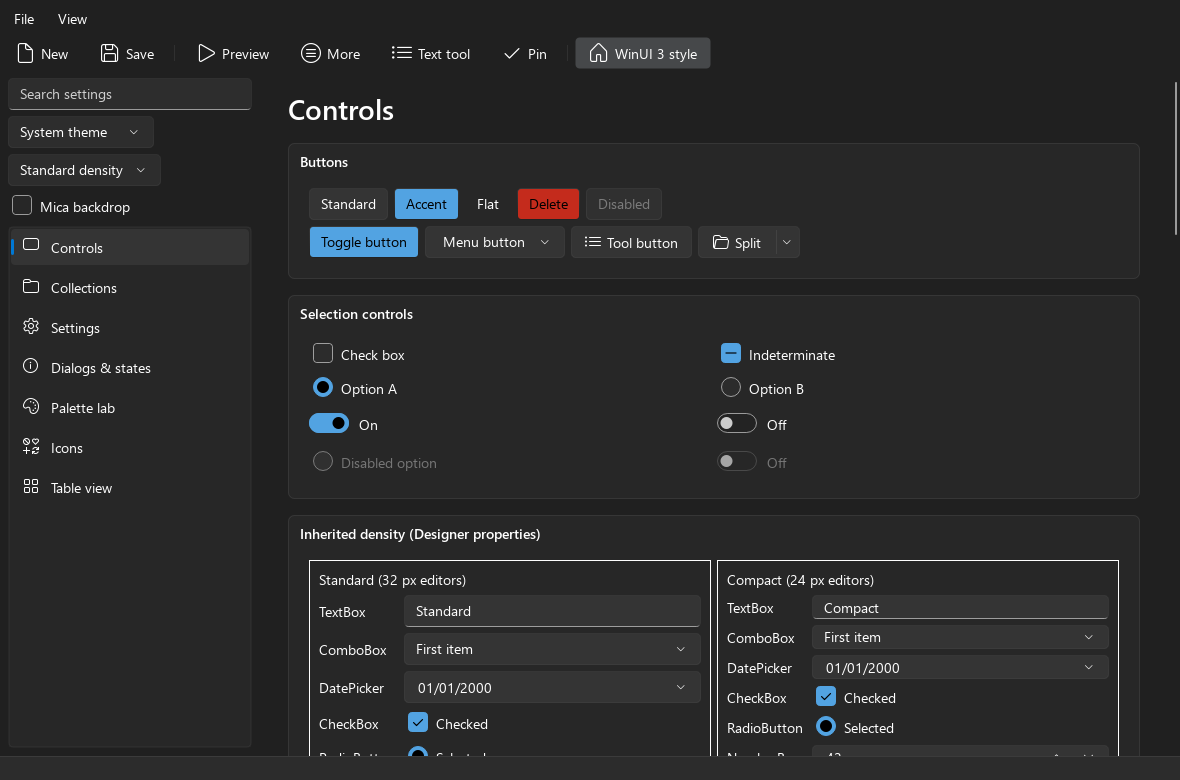 File View
New Save Preview More Text tool Pin WinUI 3 style
Search settings
System theme
Standard density
Mica backdrop
Controls
Collections
Settings
Dialogs & states
Palette lab
Icons
Table view
Controls
Buttons
Standard Accent Flat Delete Disabled
Toggle button Menu button Tool button Split
Selection controls
Check box Indeterminate
Option A Option B
On Off
Disabled option Off
Inherited density (Designer properties)
Standard (32 px editors)
TextBox Standard
ComboBox First item
DatePicker 01/01/2000
CheckBox Checked
Compact (24 px editors)
TextBox Compact
ComboBox First item
DatePicker 01/01/2000
CheckBox Checked
RadioButton Selected